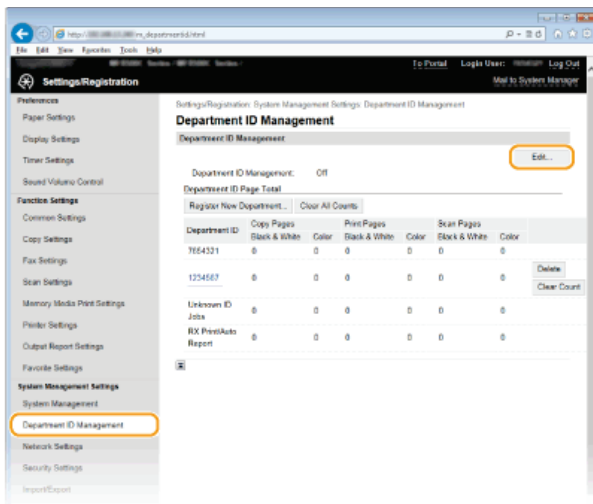 http://
m_departmentid.html
File Edit View Favorites Tools Help
To Portal Login User: Log Out
Settings/Registration
Mail to System Manager
Preferences
Paper Settings
Display Settings
Timer Settings
Sound Volume Control
Function Settings
Common Settings
Copy Settings
Fax Settings
Scan Settings
Memory Media Print Settings
Printer Settings
Output Report Settings
Favorite Settings
System Management Settings
System Management
Department ID Management
Network Settings
Security Settings
Import/Export
Settings/Registration: System Management Settings: Department ID Management
Department ID Management
Department ID Management
Edit...
Department ID Management: Off
Department ID Page Total
Register New Department... Clear All Counts
Department ID Copy Pages Print Pages Scan Pages
Black & White Color Black & White Color Black & White Color
7654321 0 0 0 0 0 0
1234567 0 0 0 0 0 0 Delete
Clear Count
Unknown ID Jobs 0 0 0 0 0 0
RX Print/Auto Report 0 0 0 0 0 0